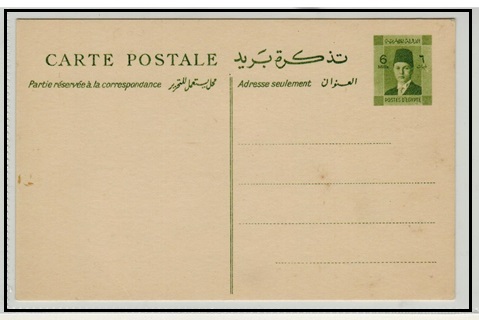 CARTE POSTALE تذكرة بريد
Partie réservée à la correspondance محل يستعمل للتحرير
Adresse seulement العنوان
6 ٦
POSTES D'EGYPTE